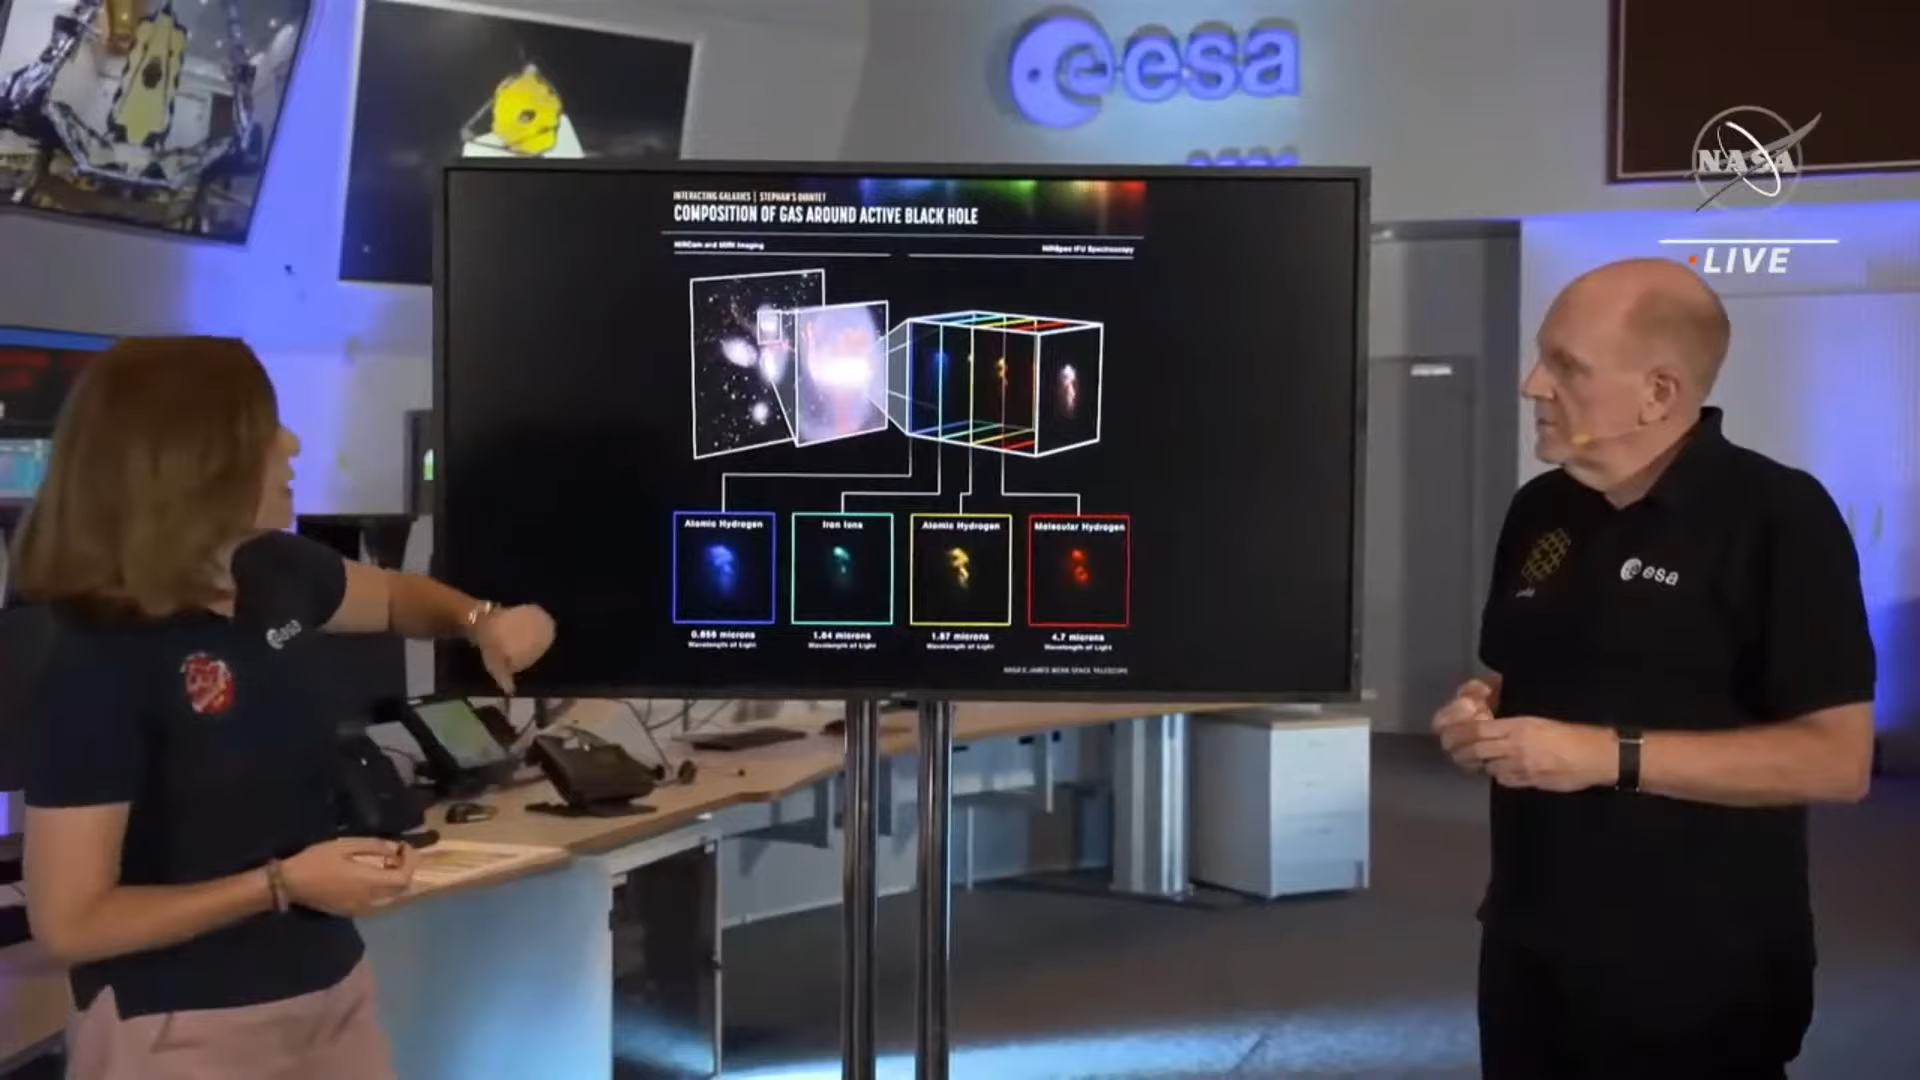 esa
NASA
LIVE
INTERACTING GALAXIES | STEPHAN'S QUINTET
COMPOSITION OF GAS AROUND ACTIVE BLACK HOLE
NIRCam and MIRI Imaging
NIRSpec IFU Spectroscopy
Atomic Hydrogen
Iron Ions
Atomic Hydrogen
Molecular Hydrogen
1.64 microns
1.87 microns
4.7 microns
Wavelength of Light
Wavelength of Light
Wavelength of Light
Wavelength of Light
NASA'S JAMES WEBB SPACE TELESCOPE
esa
esa